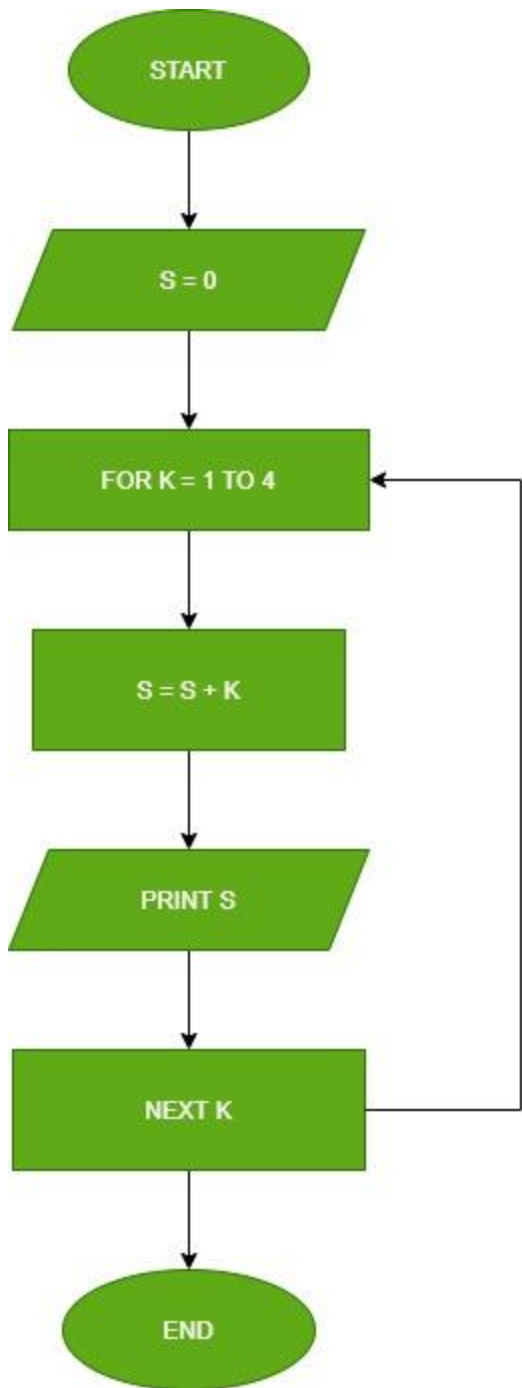 START
S = 0
FOR K = 1 TO 4
S = S + K
PRINT S
NEXT K
END